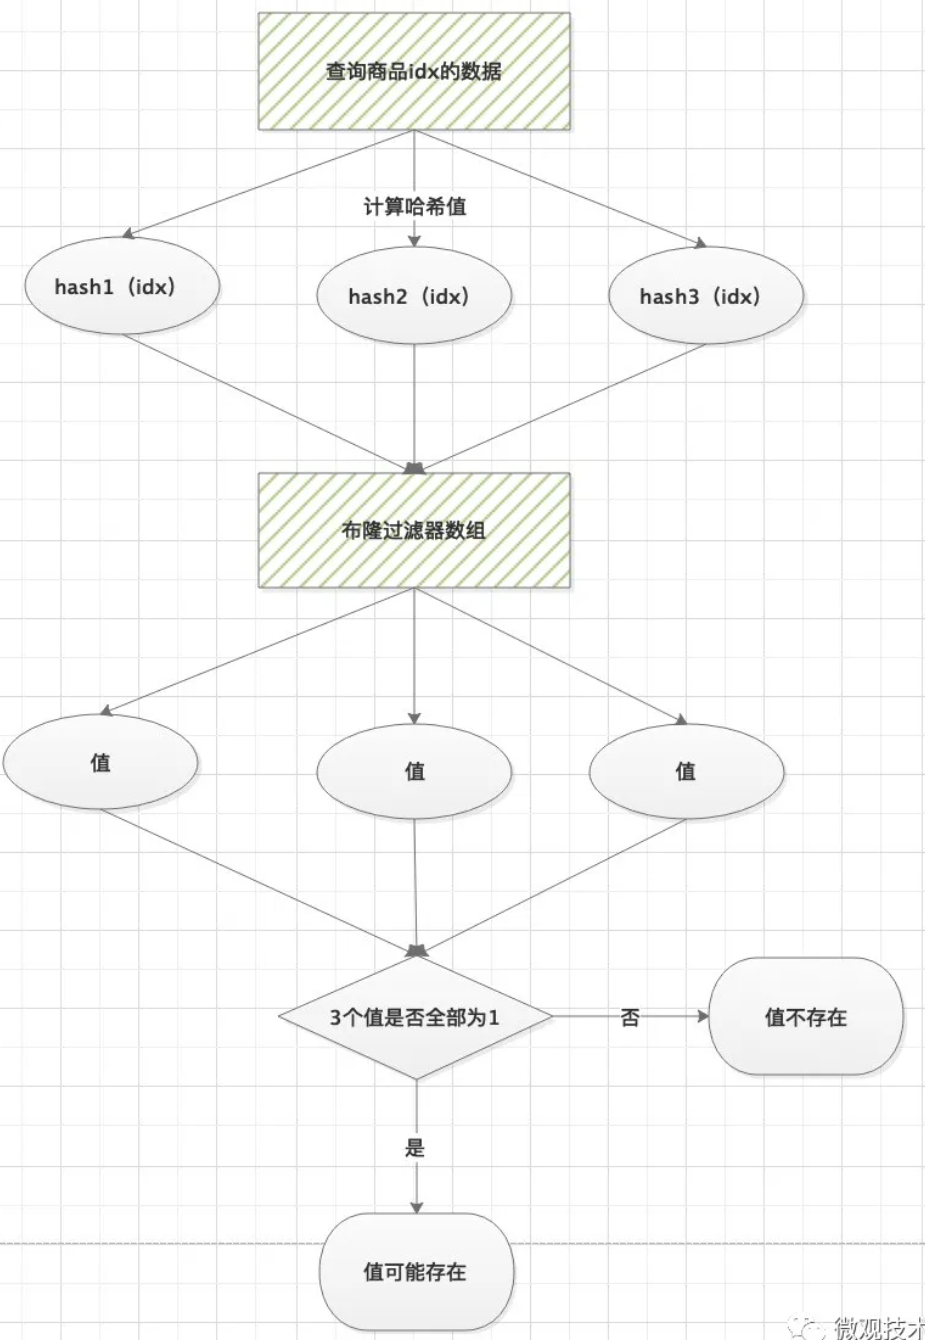 查询商品idx的数据
计算哈希值
hash1（idx）
hash2（idx）
hash3（idx）
布隆过滤器数组
值
值
值
3个值是否全部为1
否
值不存在
是
值可能存在
微观技术